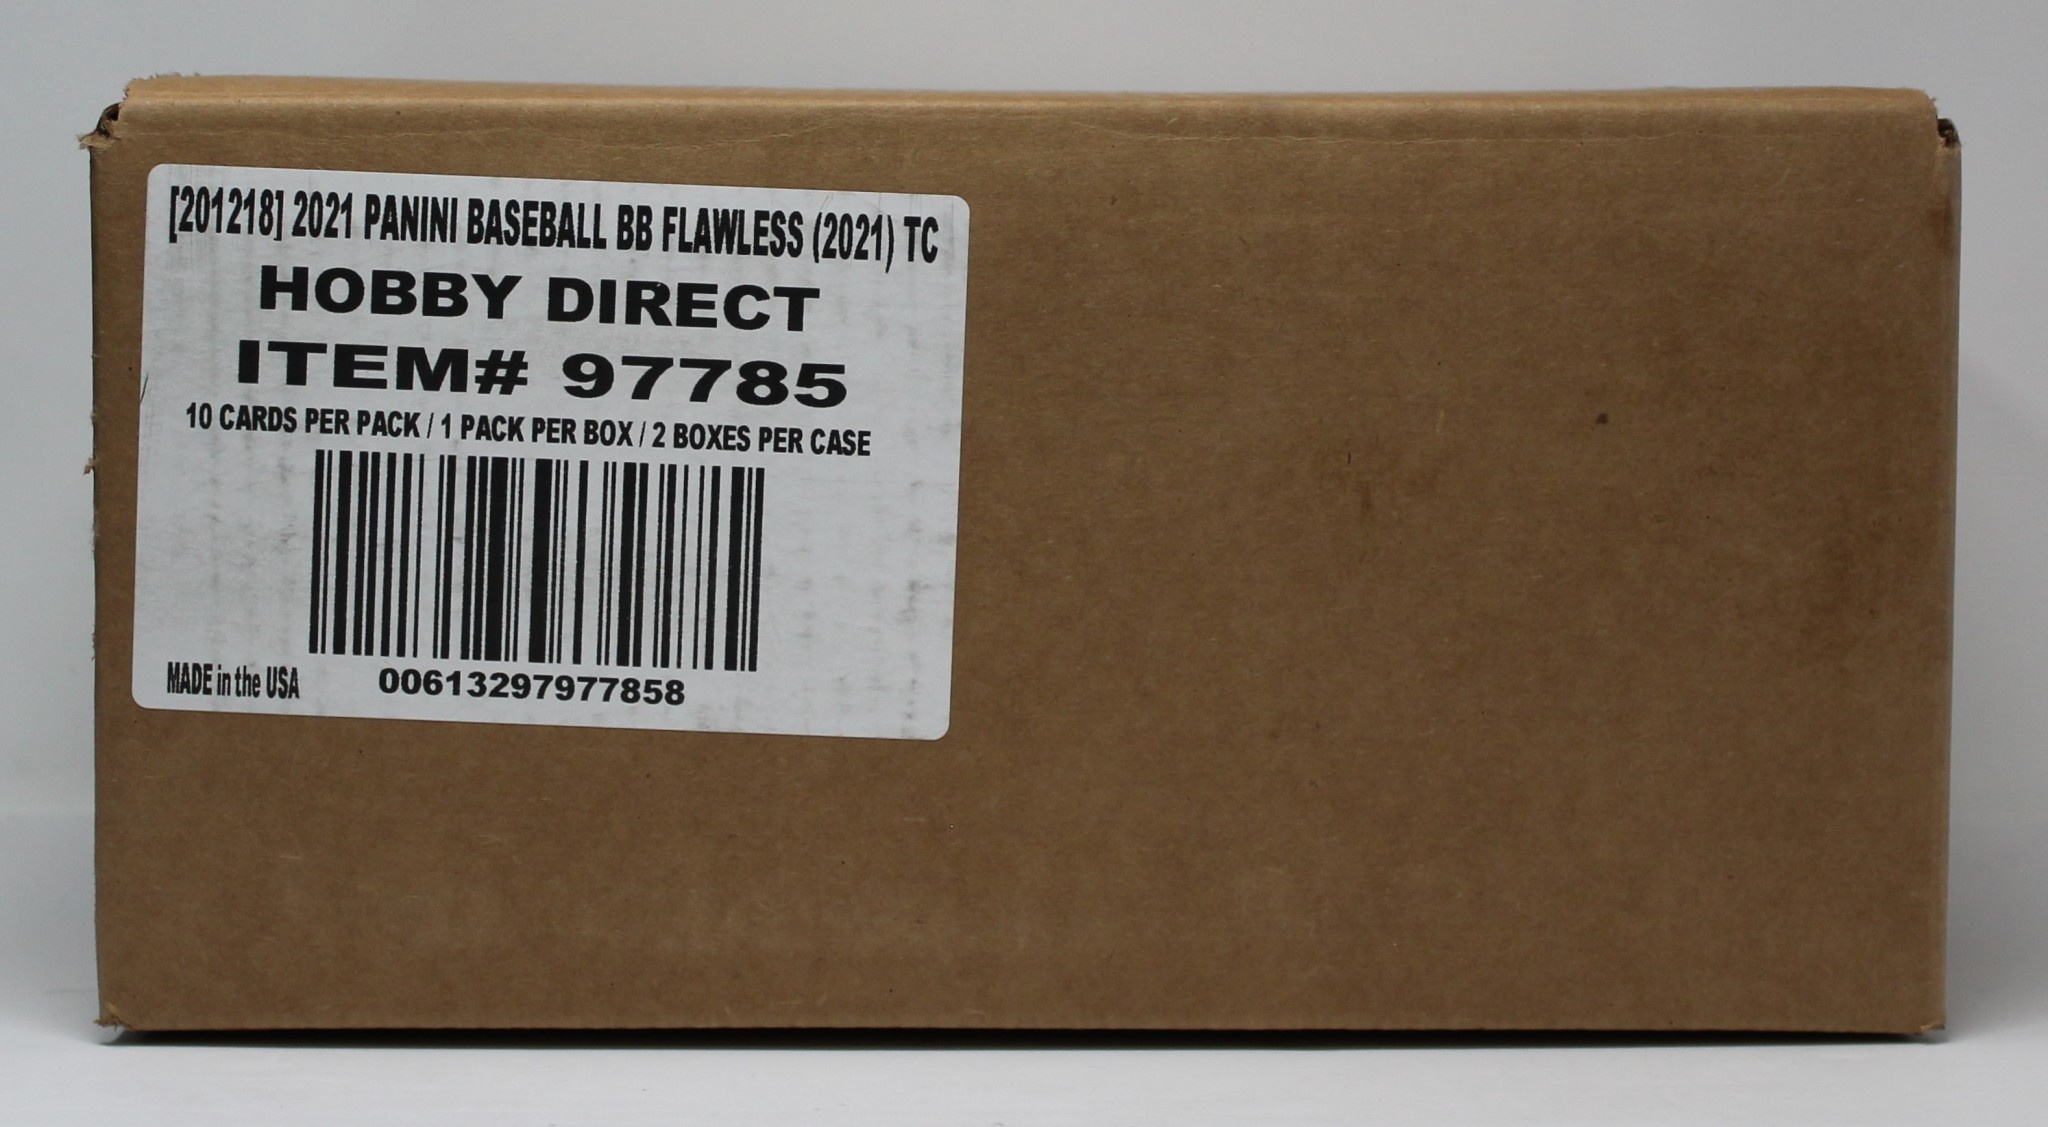 [201218] 2021 PANINI BASEBALL BB FLAWLESS (2021) TC
HOBBY DIRECT
ITEM# 97785
10 CARDS PER PACK / 1 PACK PER BOX / 2 BOXES PER CASE
MADE in the USA
00613297977858